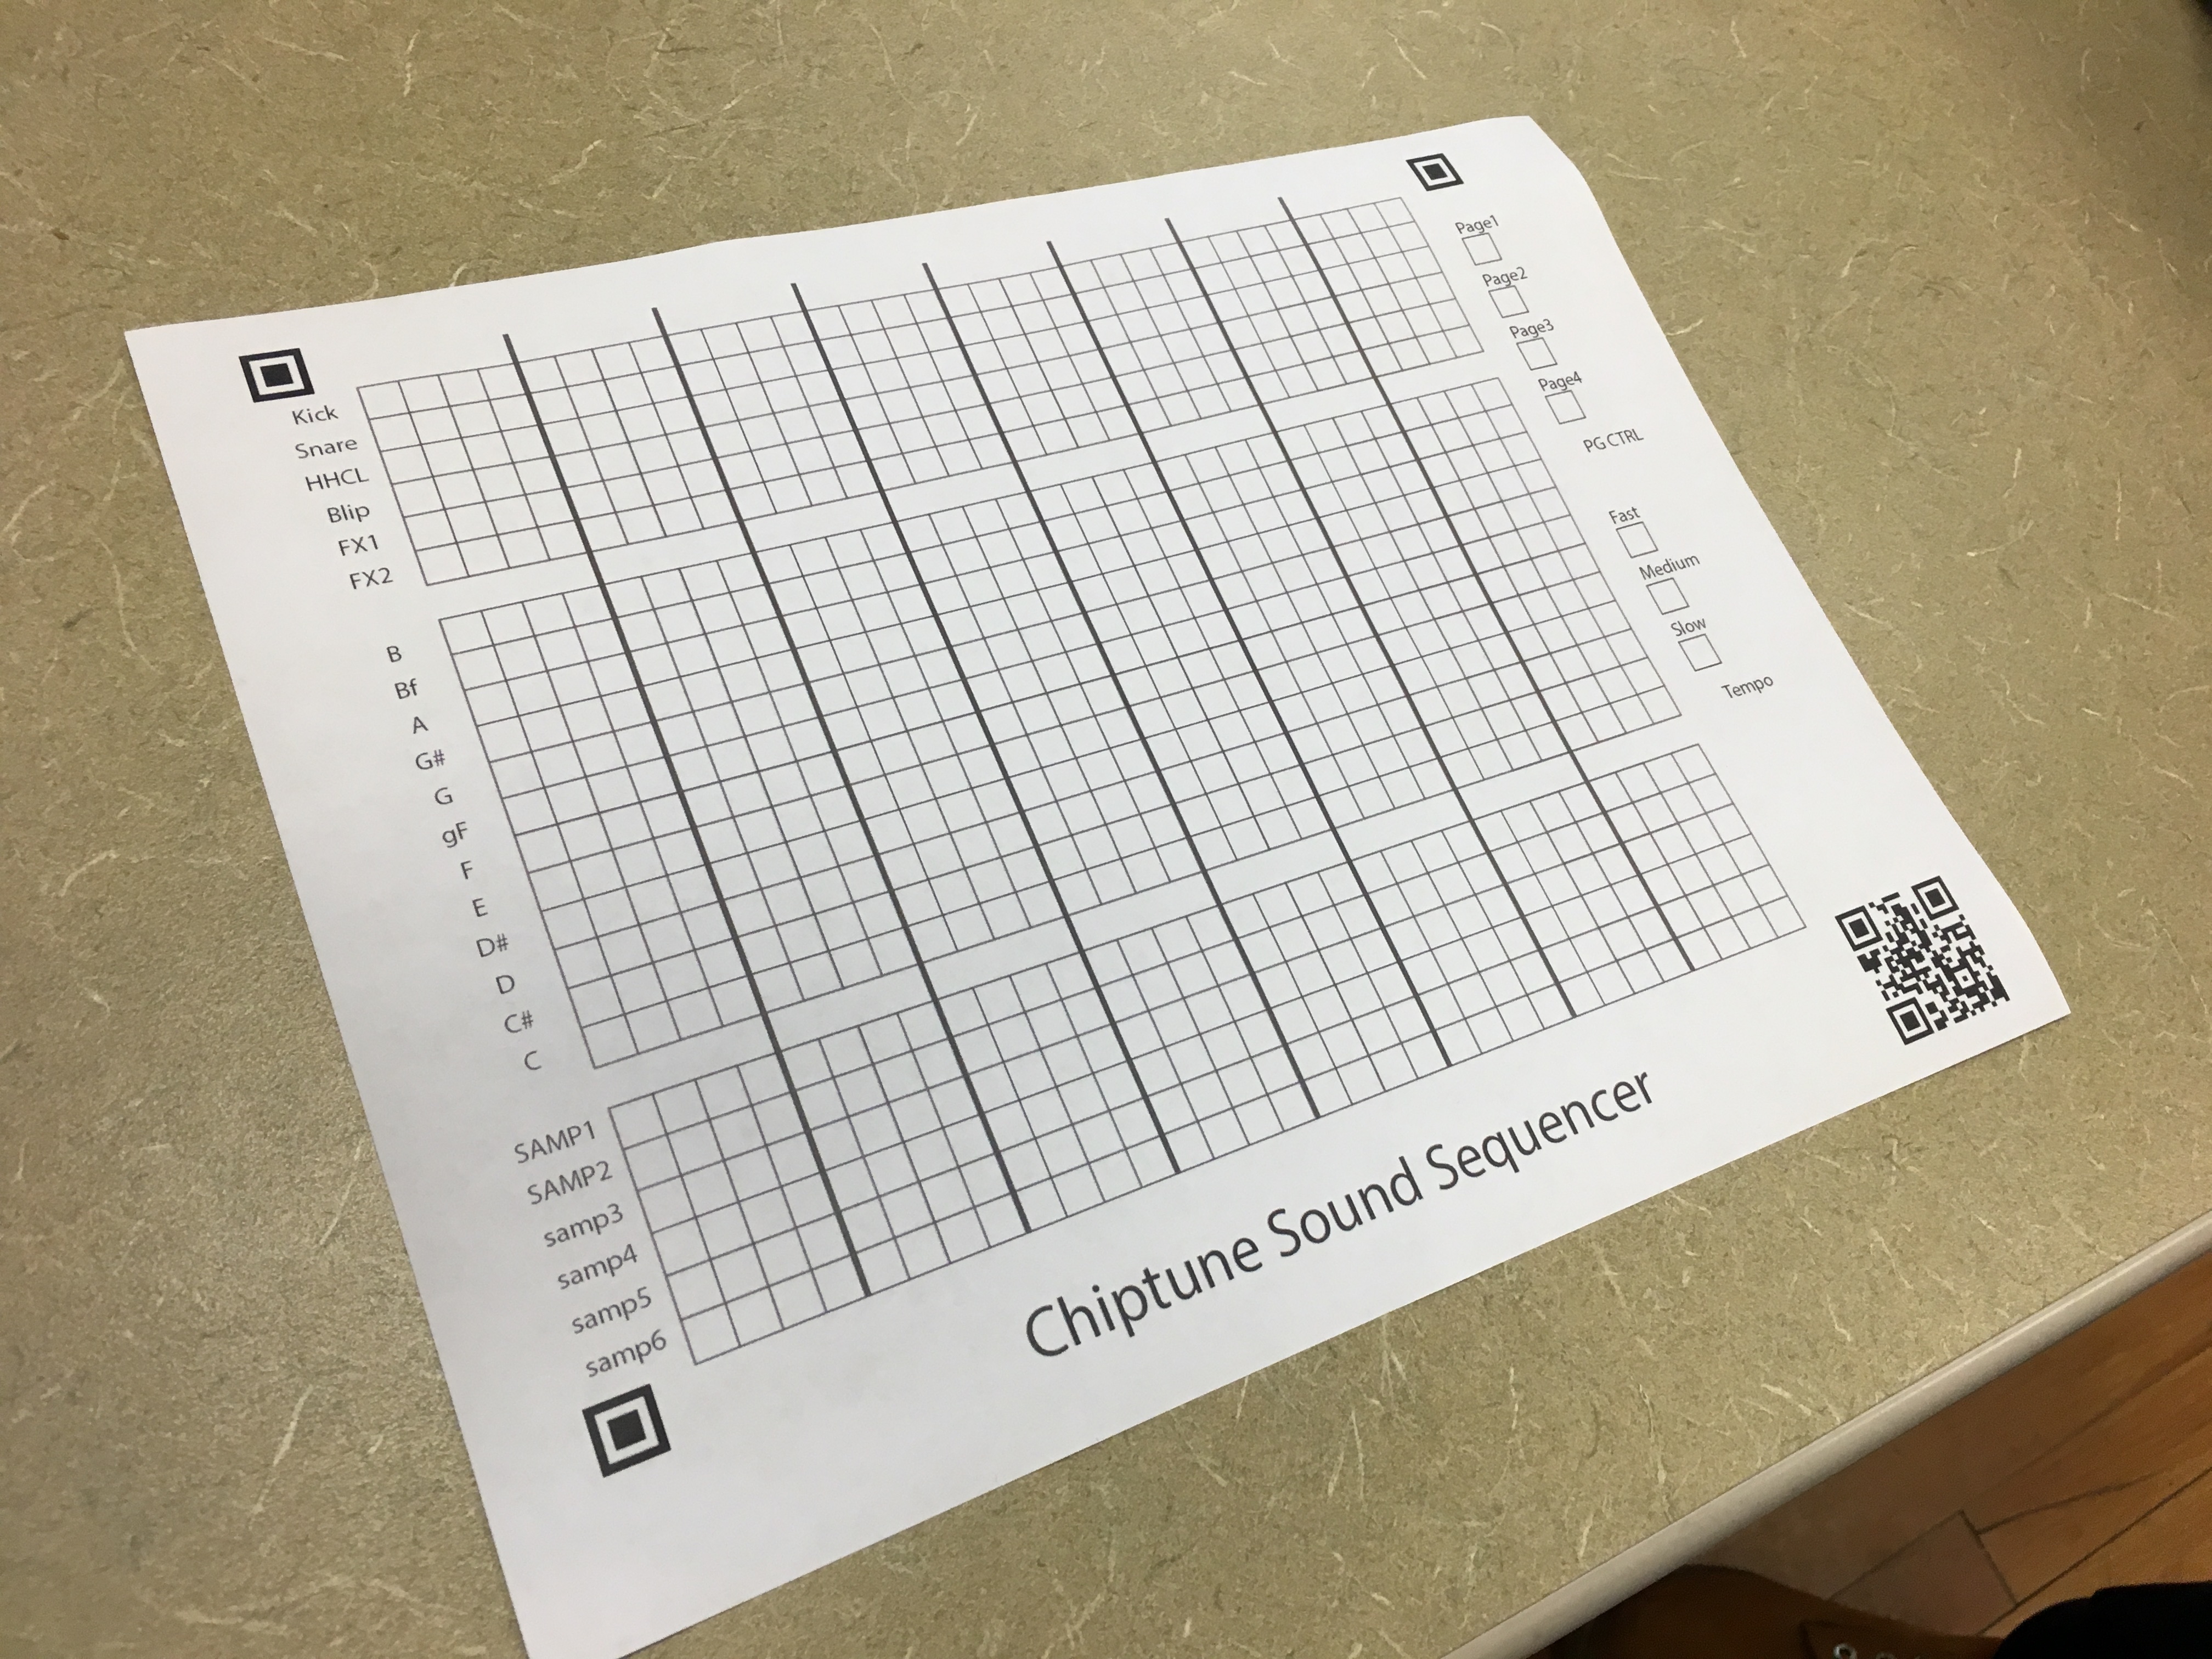 Kick
Snare
HHCL
Blip
FX1
FX2
B
Bf
A
G#
G
gF
F
E
D#
D
C#
C
SAMP1
SAMP2
samp3
samp4
samp5
samp6
Page1
Page2
Page3
Page4
PG CTRL
Fast
Medium
Slow
Tempo
Chiptune Sound Sequencer